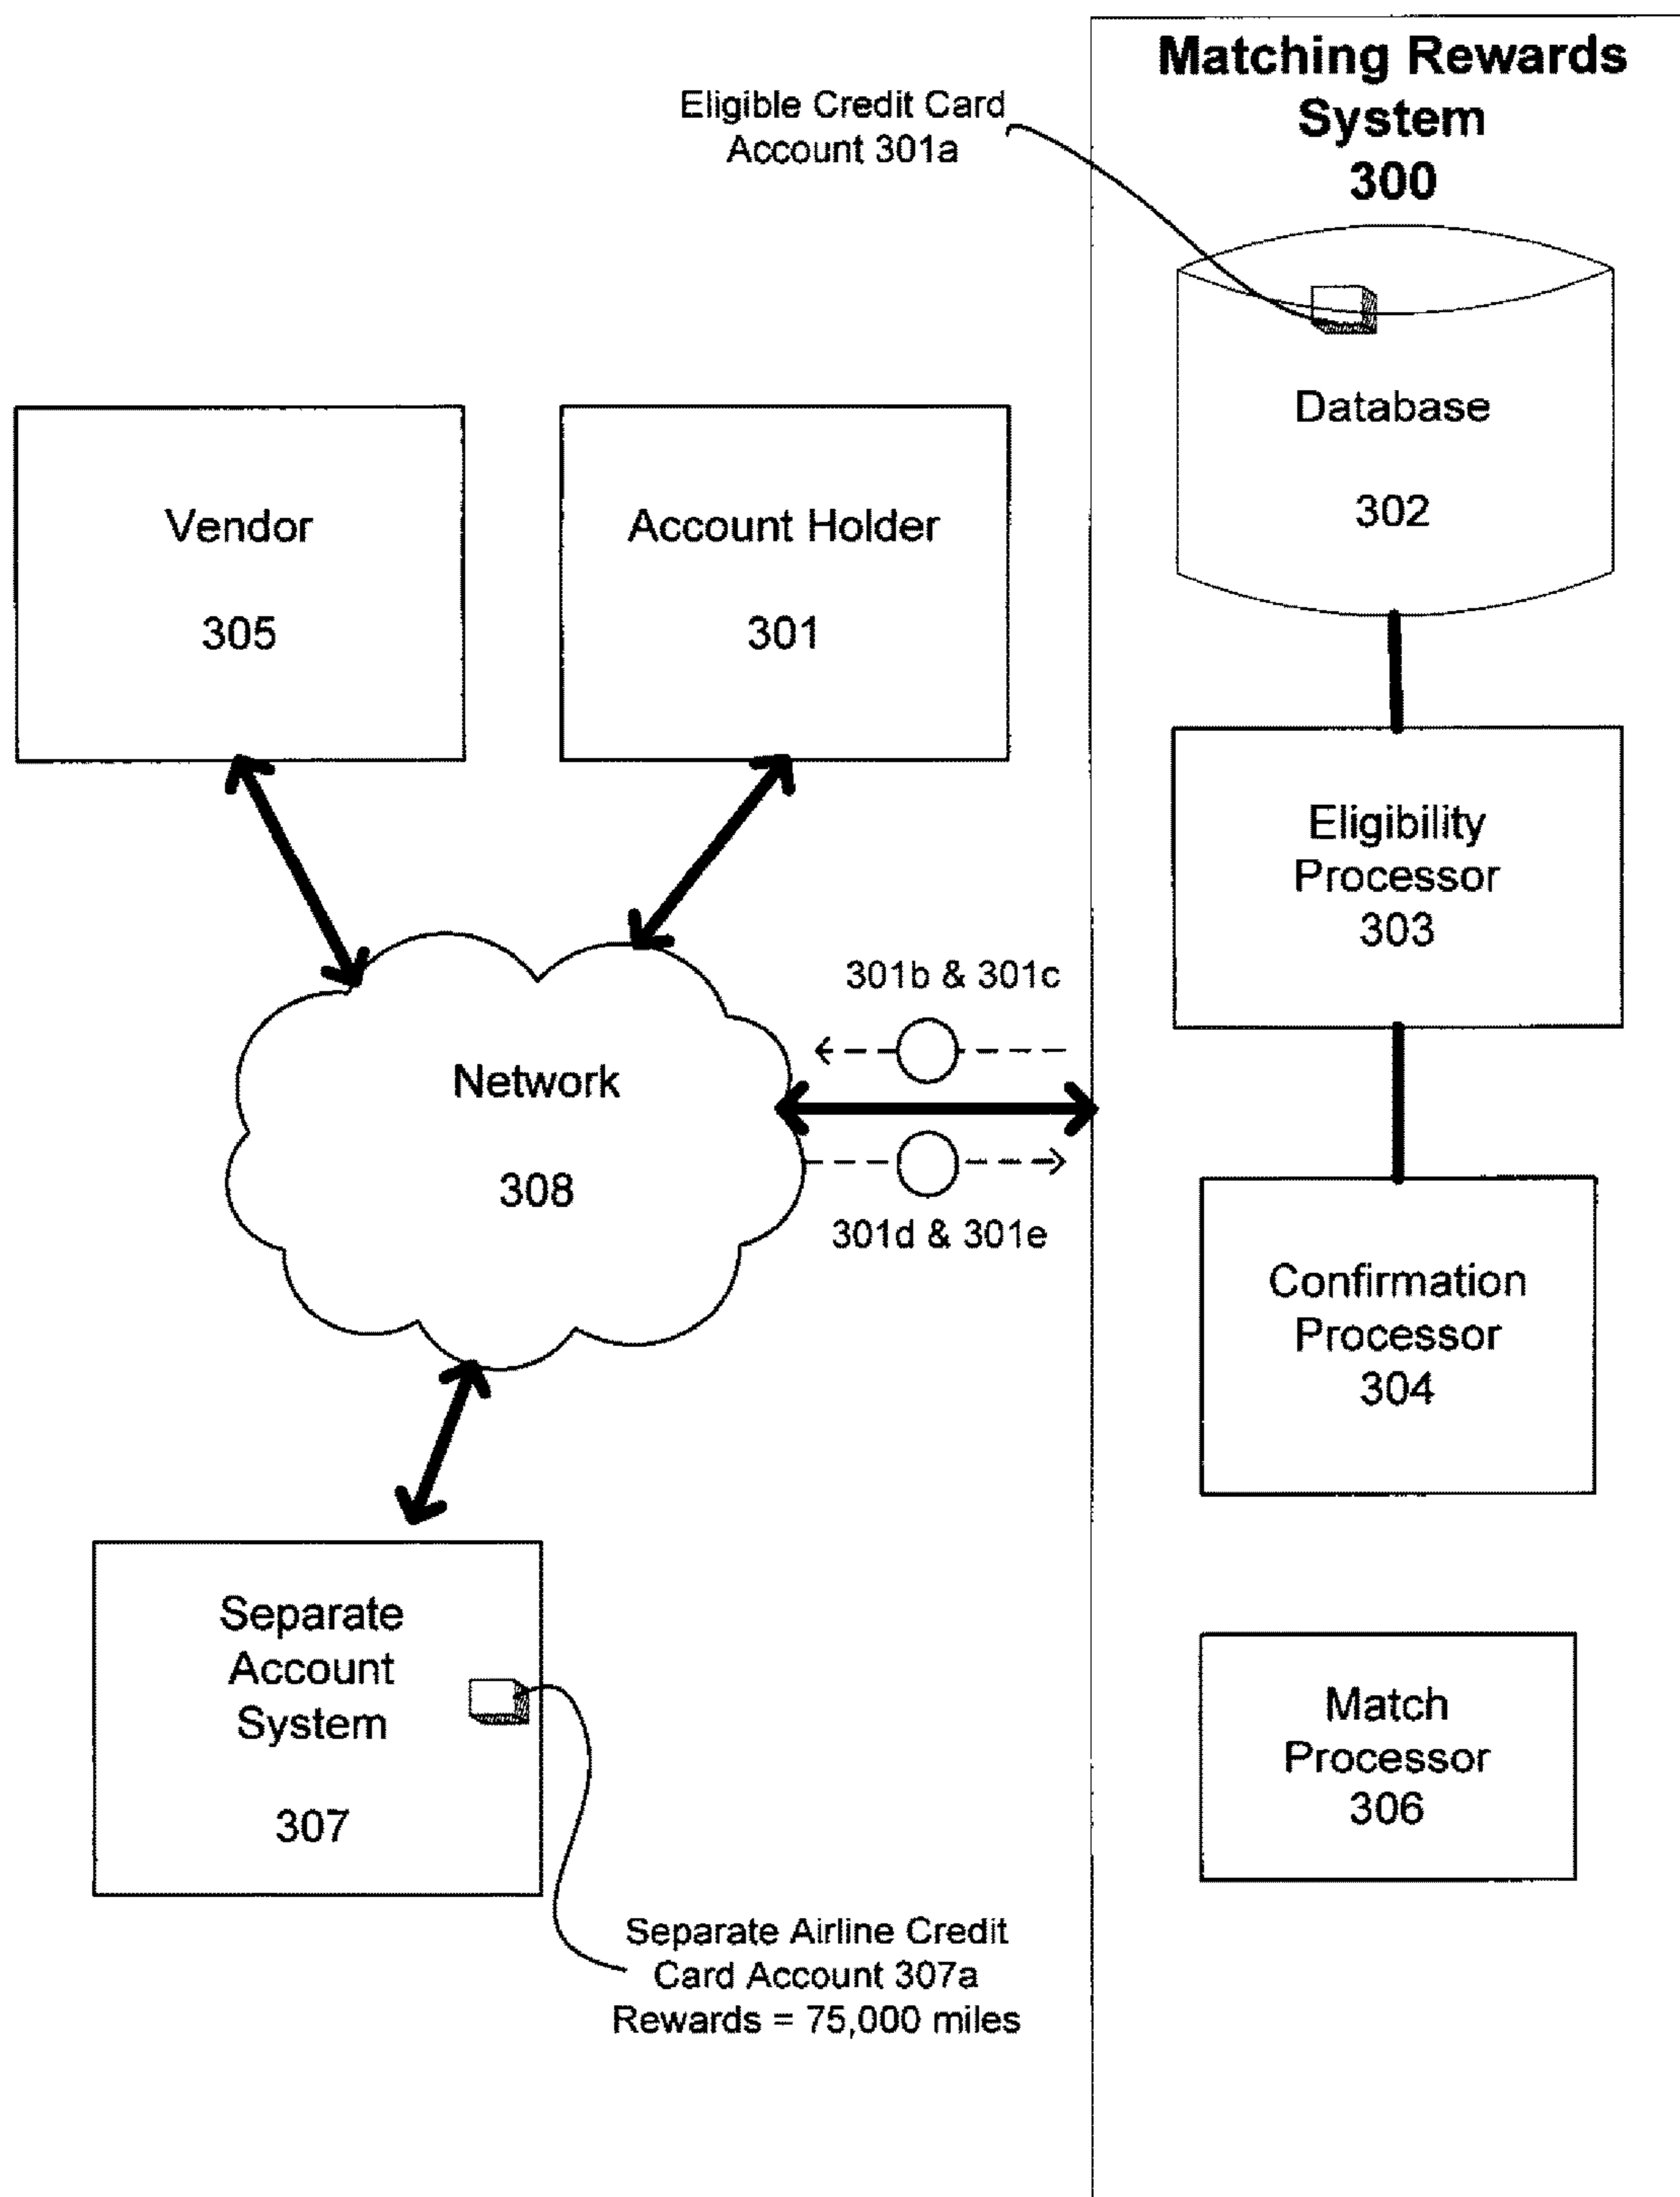 Matching Rewards
System
300
Eligible Credit Card
Account 301a
Database
302
Vendor
305
Account Holder
301
Eligibility
Processor
303
301b & 301c
Network
308
301d & 301e
Confirmation
Processor
304
Separate
Account
System
307
Match
Processor
306
Separate Airline Credit
Card Account 307a
Rewards = 75,000 miles